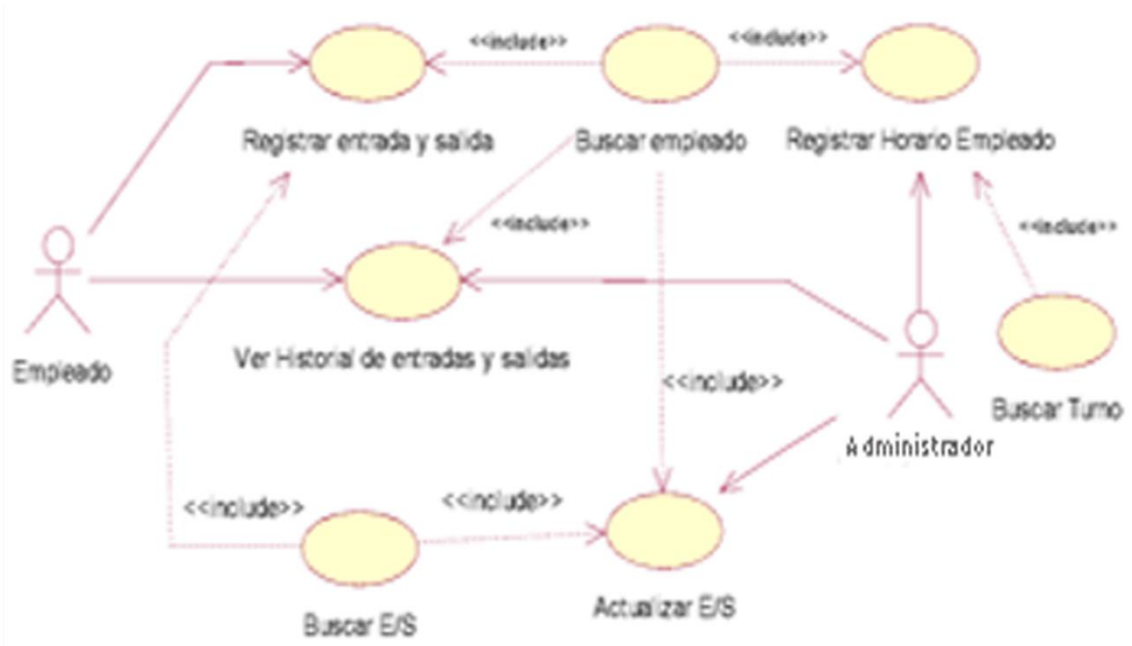 <<include>>
<<include>>
Registrar entrada y salida
Buscar empleado
Registrar Horario Empleado
<<include>>
<<include>>
Empleado
Ver Historial de entradas y salidas
<<include>>
Buscar Turno
Administrador
<<include>>
<<include>>
Buscar E/S
Actualizar E/S